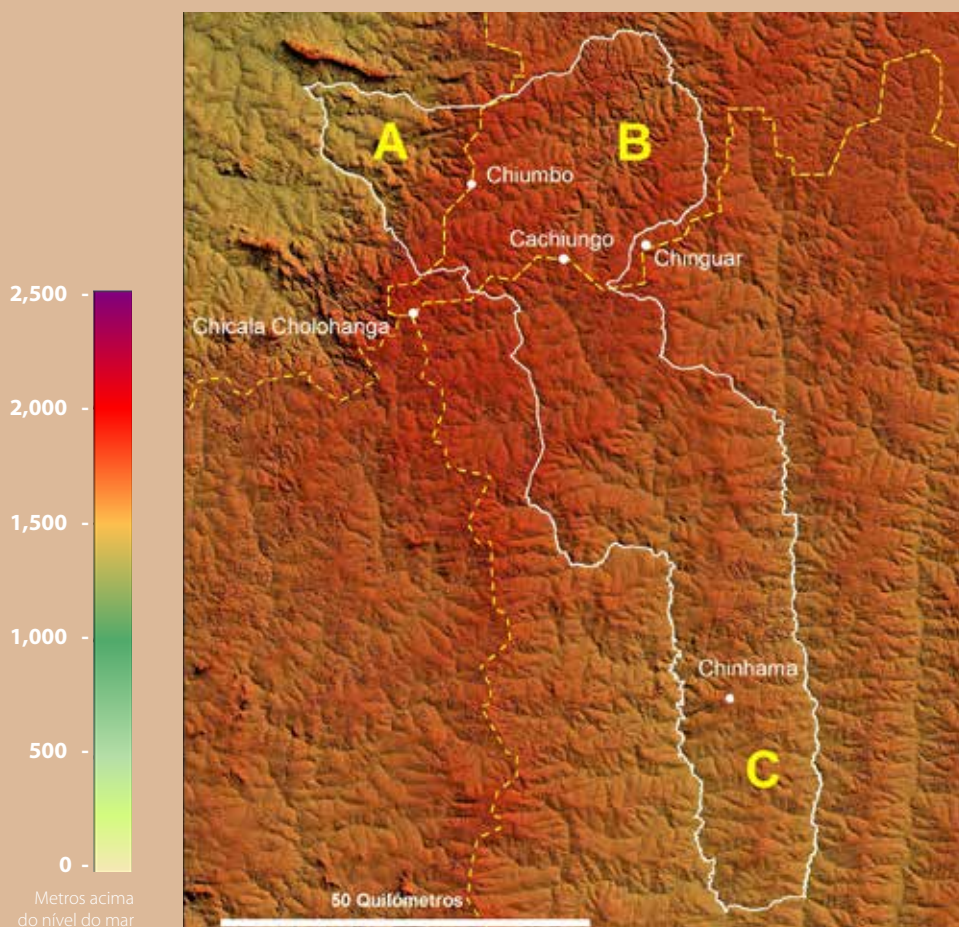 A
B
Chiumbo
Cachiungo
Chinguar
2,500
Chicala Cholohanga
2,000
1,500
1,000
Chinhama
500
C
0
Metros acima
do nível do mar
50 Quilómetros